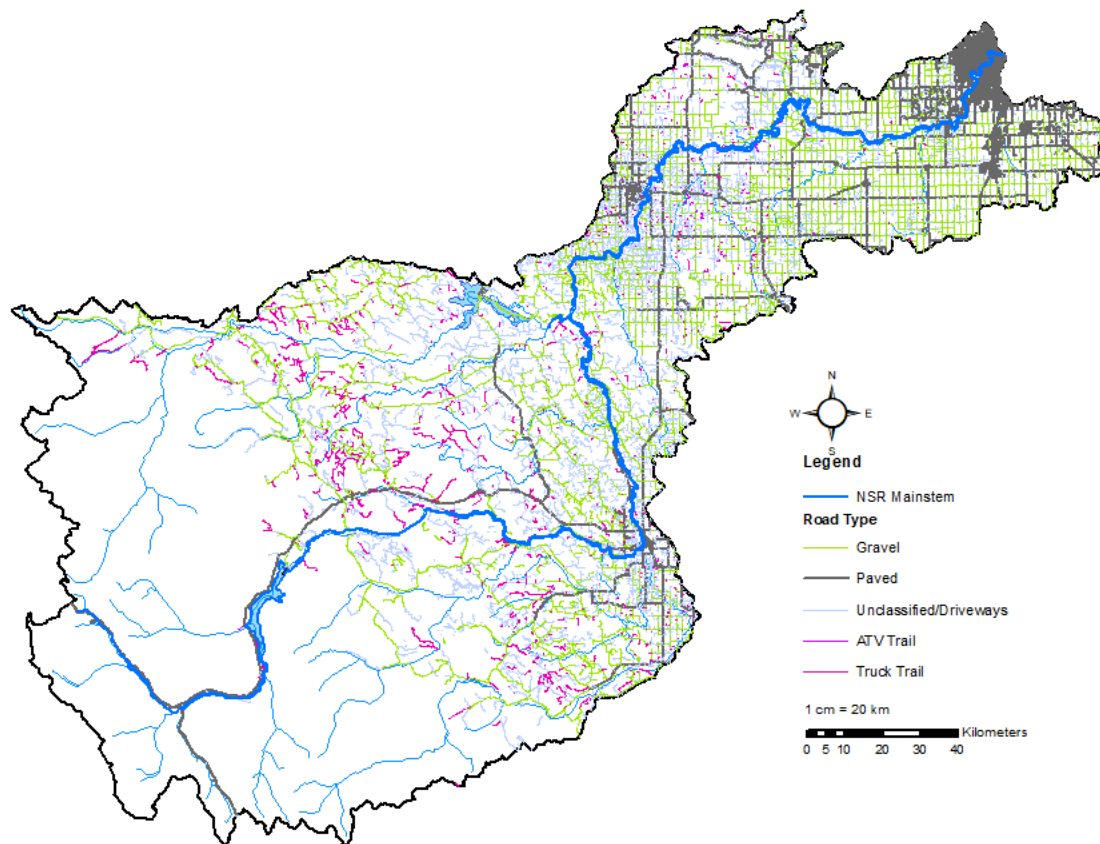 N
W E
S
Legend
NSR Mainstem
Road Type
Gravel
Paved
Unclassified/Driveways
ATV Trail
Truck Trail
1 cm = 20 km
Kilometers
0 5 10 20 30 40